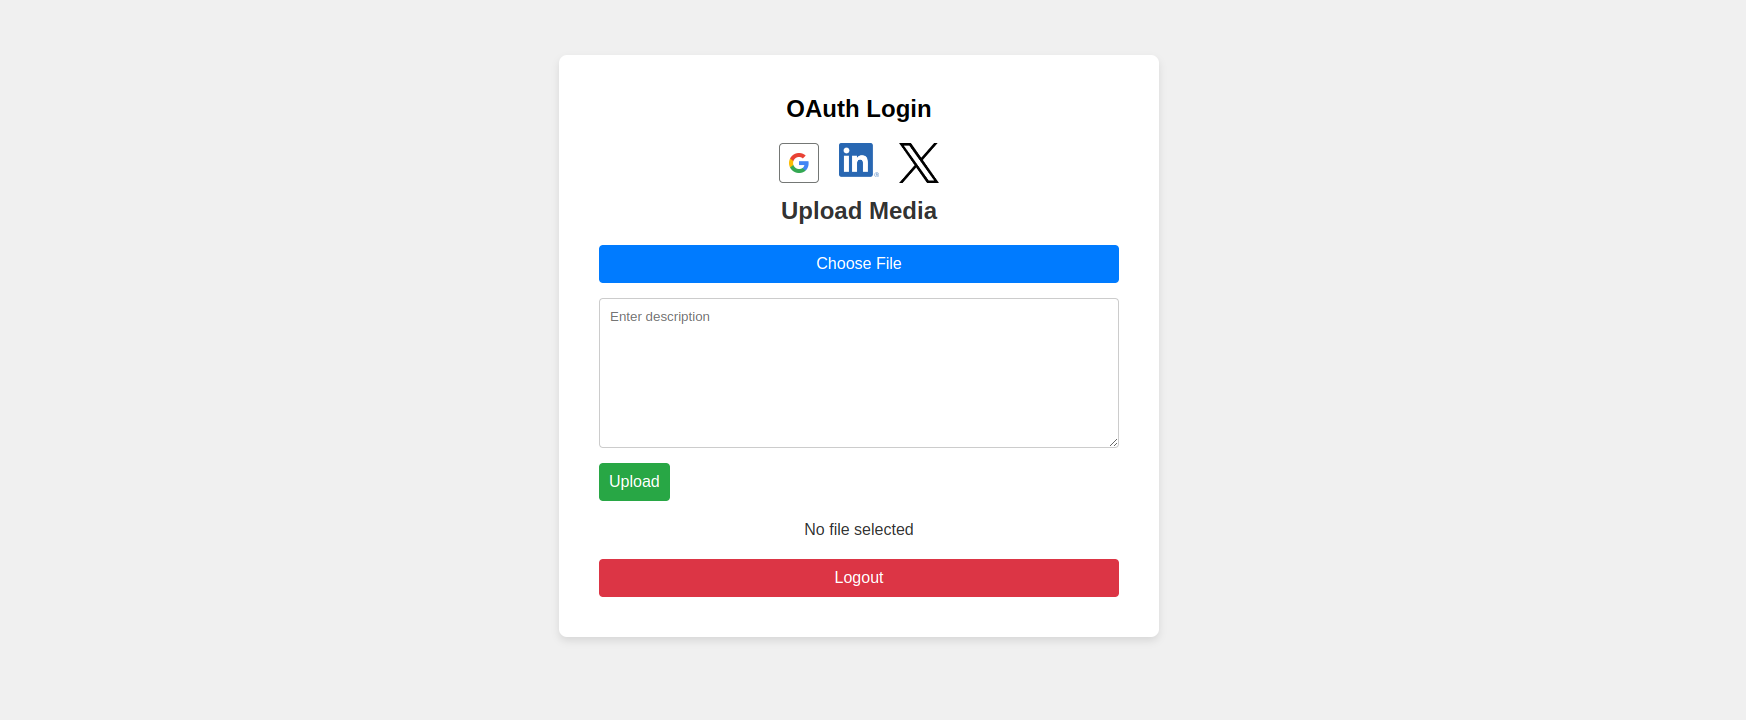 OAuth Login
in
Upload Media
Choose File
Enter description
Upload
No file selected
Logout